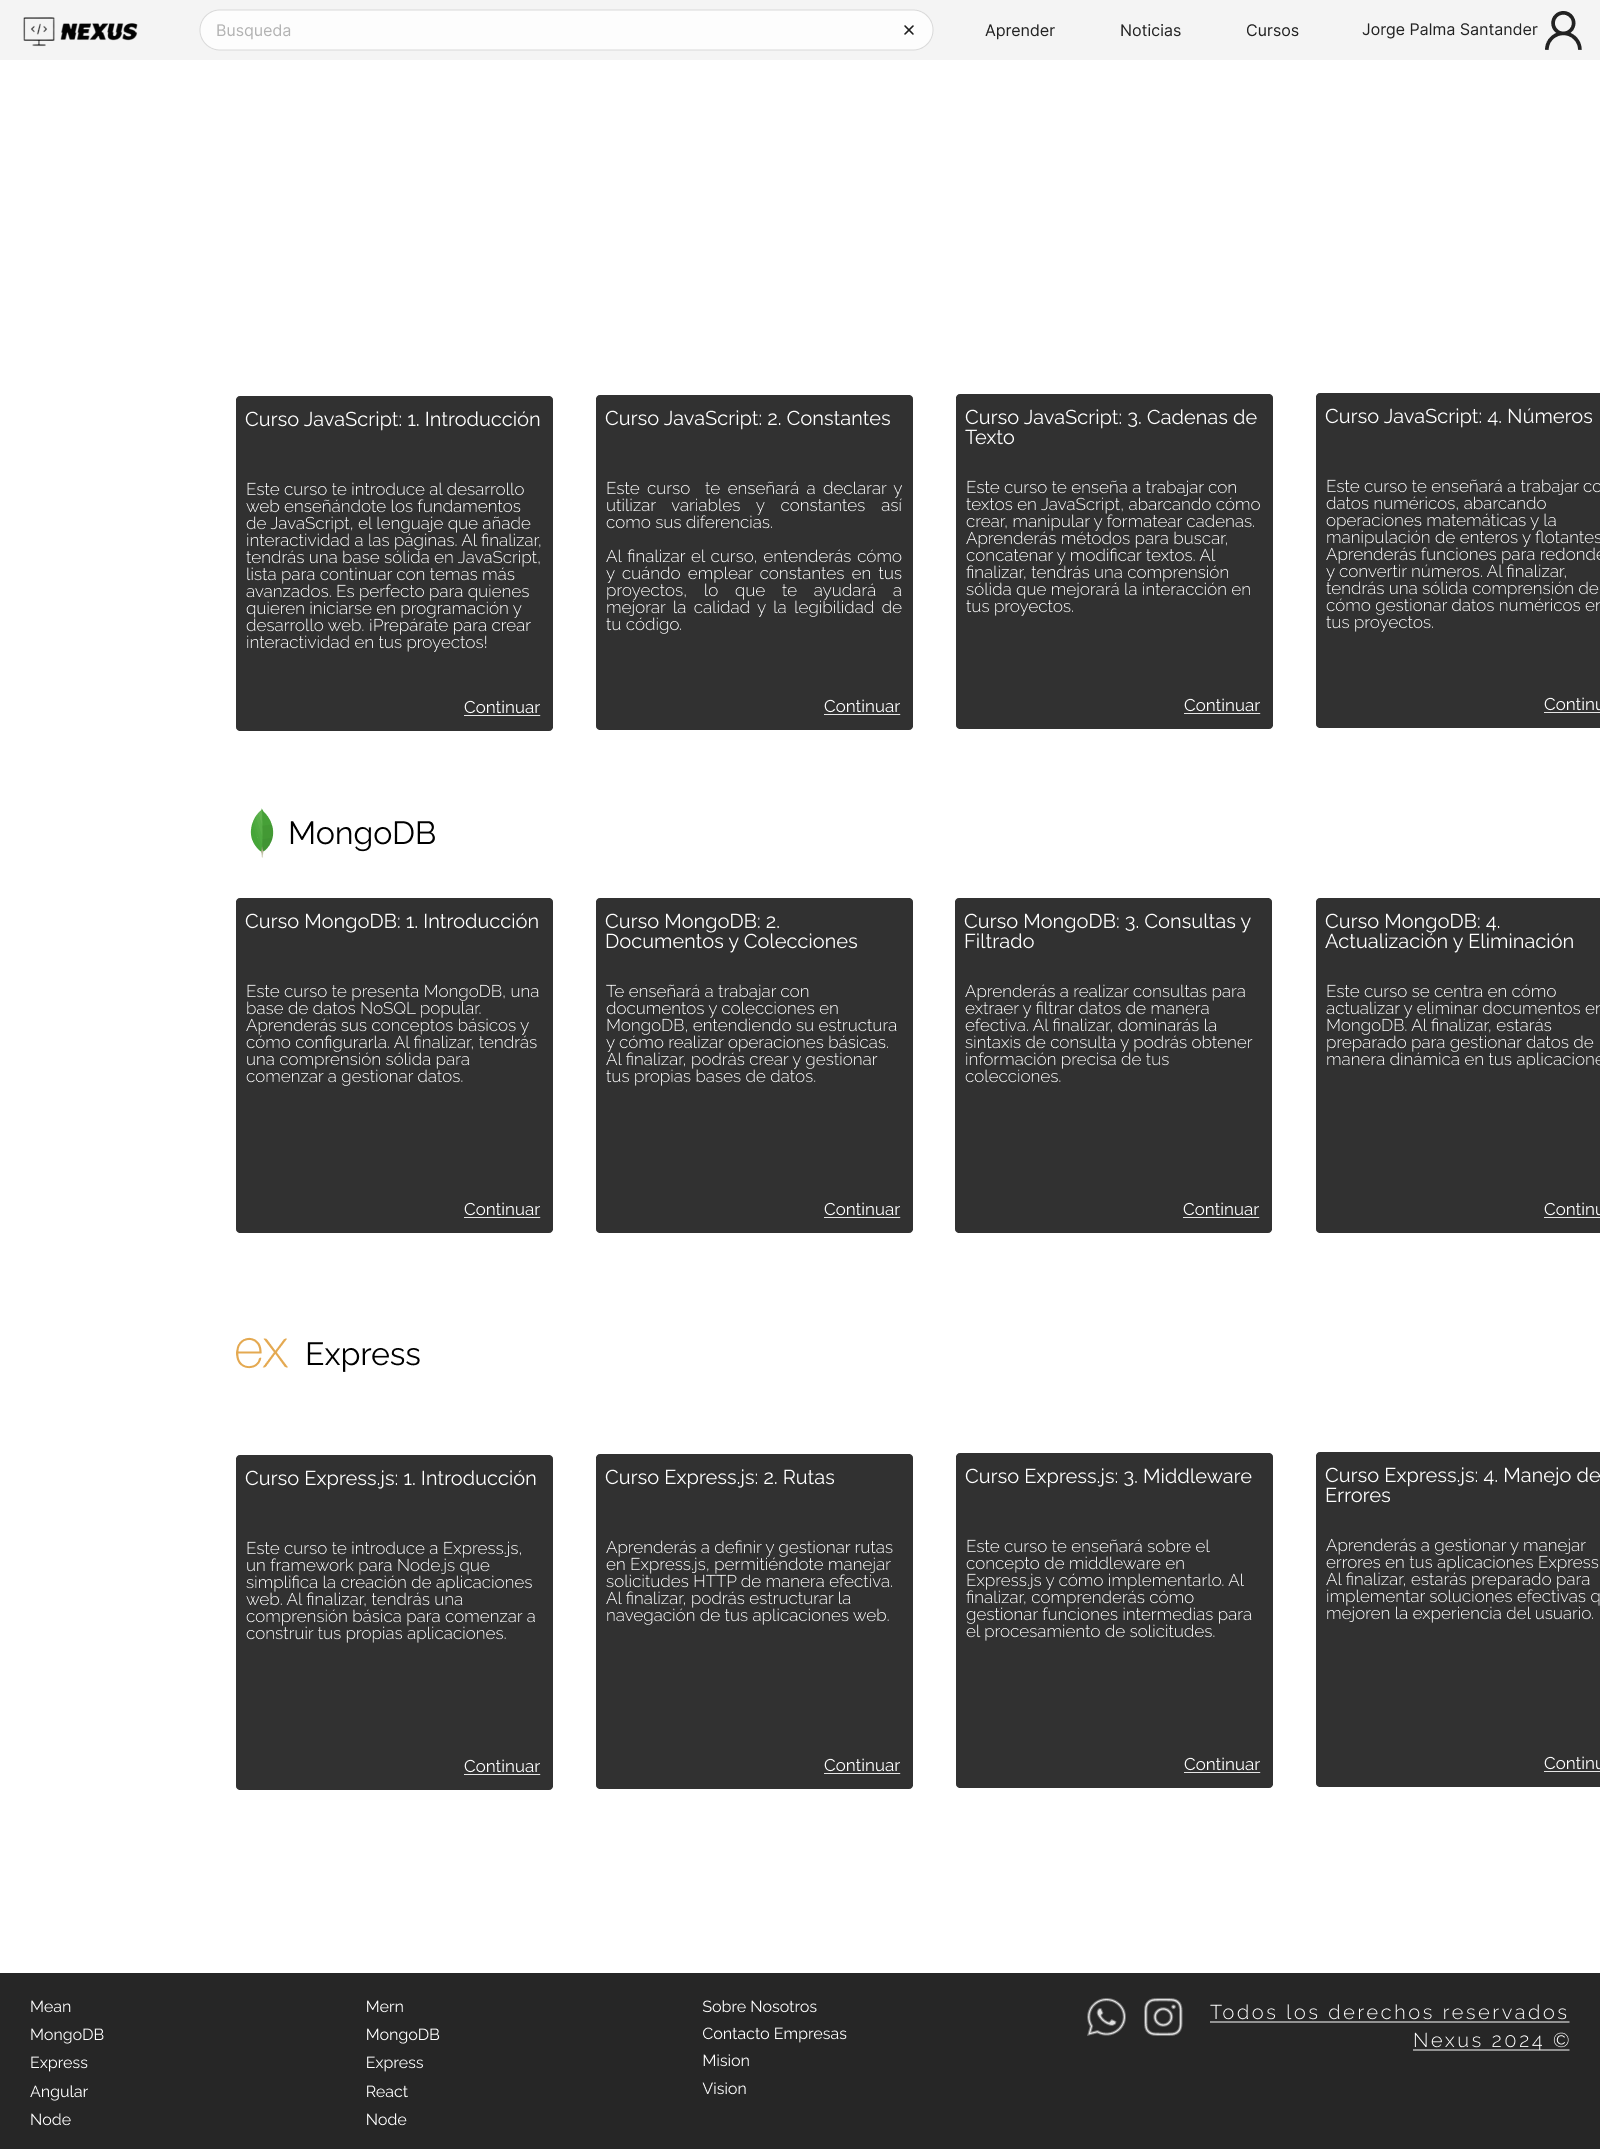 NEXUS
Busqueda
Aprender
Noticias
Cursos
Jorge Palma Santander
Curso JavaScript: 1. Introducción
Este curso te introduce al desarrollo
web enseñándote los fundamentos
de JavaScript, el lenguaje que añade
interactividad a las páginas. Al finalizar,
tendrás una base sólida en JavaScript,
lista para continuar con temas más
avanzados. Es perfecto para quienes
quieren iniciarse en programación y
desarrollo web. ¡Prepárate para crear
interactividad en tus proyectos!
Continuar
Curso JavaScript: 2. Constantes
Este curso te enseñará a declarar y
utilizar variables y constantes así
como sus diferencias.
Al finalizar el curso, entenderás cómo
y cuándo emplear constantes en tus
proyectos, lo que te ayudará a
mejorar la calidad y la legibilidad de
tu código.
Continuar
Curso JavaScript: 3. Cadenas de
Texto
Este curso te enseña a trabajar con
textos en JavaScript, abarcando cómo
crear, manipular y formatear cadenas.
Aprenderás métodos para buscar,
concatenar y modificar textos. Al
finalizar, tendrás una comprensión
sólida que mejorará la interacción en
tus proyectos.
Continuar
Curso JavaScript: 4. Números
Este curso te enseñará a trabajar co
datos numéricos, abarcando
operaciones matemáticas y la
manipulación de enteros y flotantes
Aprenderás funciones para redonde
y convertir números. Al finalizar,
tendrás una sólida comprensión de
cómo gestionar datos numéricos en
tus proyectos.
Continu
MongoDB
Curso MongoDB: 1. Introducción
Este curso te presenta MongoDB, una
base de datos NoSQL popular.
Aprenderás sus conceptos básicos y
cómo configurarla. Al finalizar, tendrás
una comprensión sólida para
comenzar a gestionar datos.
Continuar
Curso MongoDB: 2.
Documentos y Colecciones
Te enseñará a trabajar con
documentos y colecciones en
MongoDB, entendiendo su estructura
y cómo realizar operaciones básicas.
Al finalizar, podrás crear y gestionar
tus propias bases de datos.
Continuar
Curso MongoDB: 3. Consultas y
Filtrado
Aprenderás a realizar consultas para
extraer y filtrar datos de manera
efectiva. Al finalizar, dominarás la
sintaxis de consulta y podrás obtener
información precisa de tus
colecciones.
Continuar
Curso MongoDB: 4.
Actualización y Eliminación
Este curso se centra en cómo
actualizar y eliminar documentos en
MongoDB. Al finalizar, estarás
preparado para gestionar datos de
manera dinámica en tus aplicacione
Continu
ex Express
Curso Express.js: 1. Introducción
Este curso te introduce a Express.js,
un framework para Node.js que
simplifica la creación de aplicaciones
web. Al finalizar, tendrás una
comprensión básica para comenzar a
construir tus propias aplicaciones.
Continuar
Curso Express.js: 2. Rutas
Aprenderás a definir y gestionar rutas
en Express.js, permitiéndote manejar
solicitudes HTTP de manera efectiva.
Al finalizar, podrás estructurar la
navegación de tus aplicaciones web.
Continuar
Curso Express.js: 3. Middleware
Este curso te enseñará sobre el
concepto de middleware en
Express.js y cómo implementarlo. Al
finalizar, comprenderás cómo
gestionar funciones intermedias para
el procesamiento de solicitudes.
Continuar
Curso Express.js: 4. Manejo de
Errores
Aprenderás a gestionar y manejar
errores en tus aplicaciones Express
Al finalizar, estarás preparado para
implementar soluciones efectivas q
mejoren la experiencia del usuario.
Continu
Mean
MongoDB
Express
Angular
Node
Mern
MongoDB
Express
React
Node
Sobre Nosotros
Contacto Empresas
Mision
Vision
Todos los derechos reservados
Nexus 2024 ©